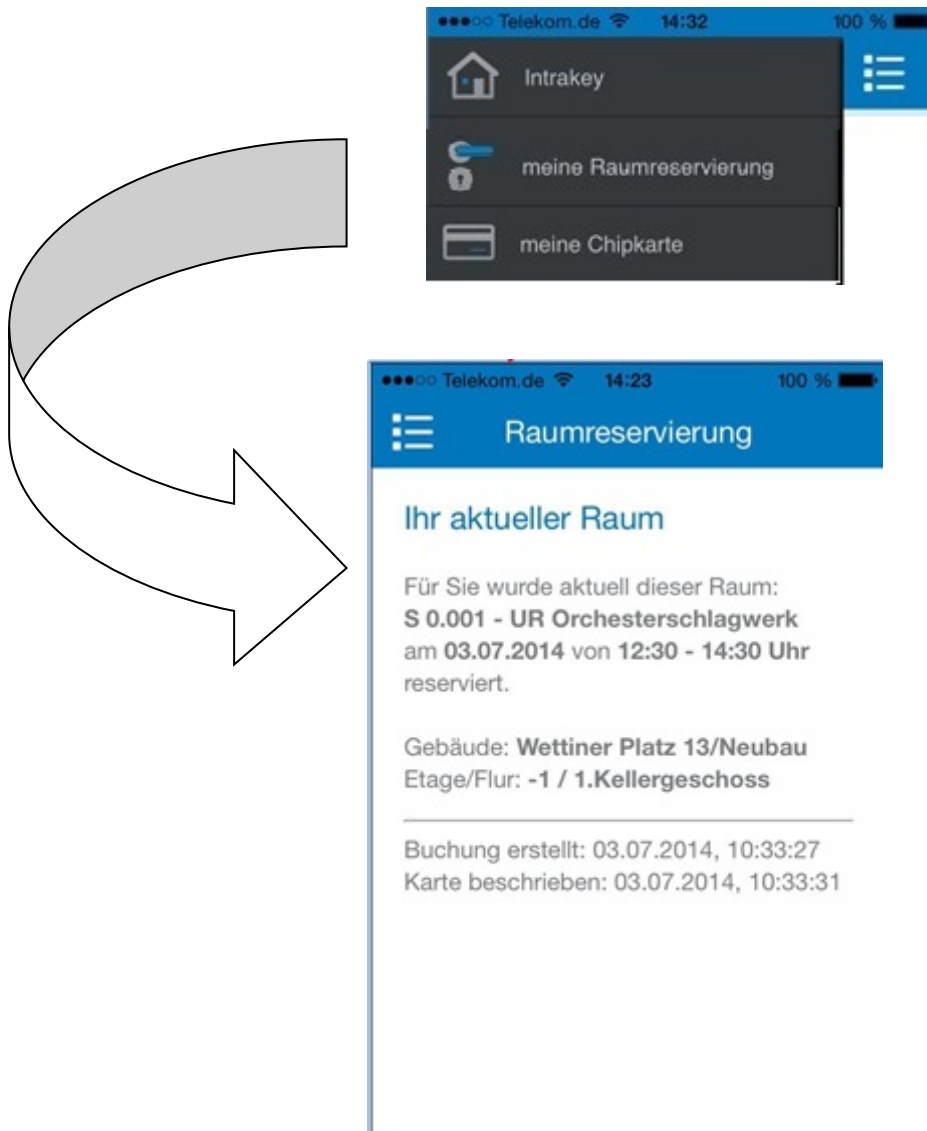 ●●●○○ Telekom.de 14:32 100 %
Intrakey
meine Raumreservierung
meine Chipkarte
●●●○○ Telekom.de 14:23 100 %
Raumreservierung
Ihr aktueller Raum
Für Sie wurde aktuell dieser Raum:
S 0.001 - UR Orchesterschlagwerk
am 03.07.2014 von 12:30 - 14:30 Uhr
reserviert.
Gebäude: Wettiner Platz 13/Neubau
Etage/Flur: -1 / 1.Kellergeschoss
Buchung erstellt: 03.07.2014, 10:33:27
Karte beschrieben: 03.07.2014, 10:33:31